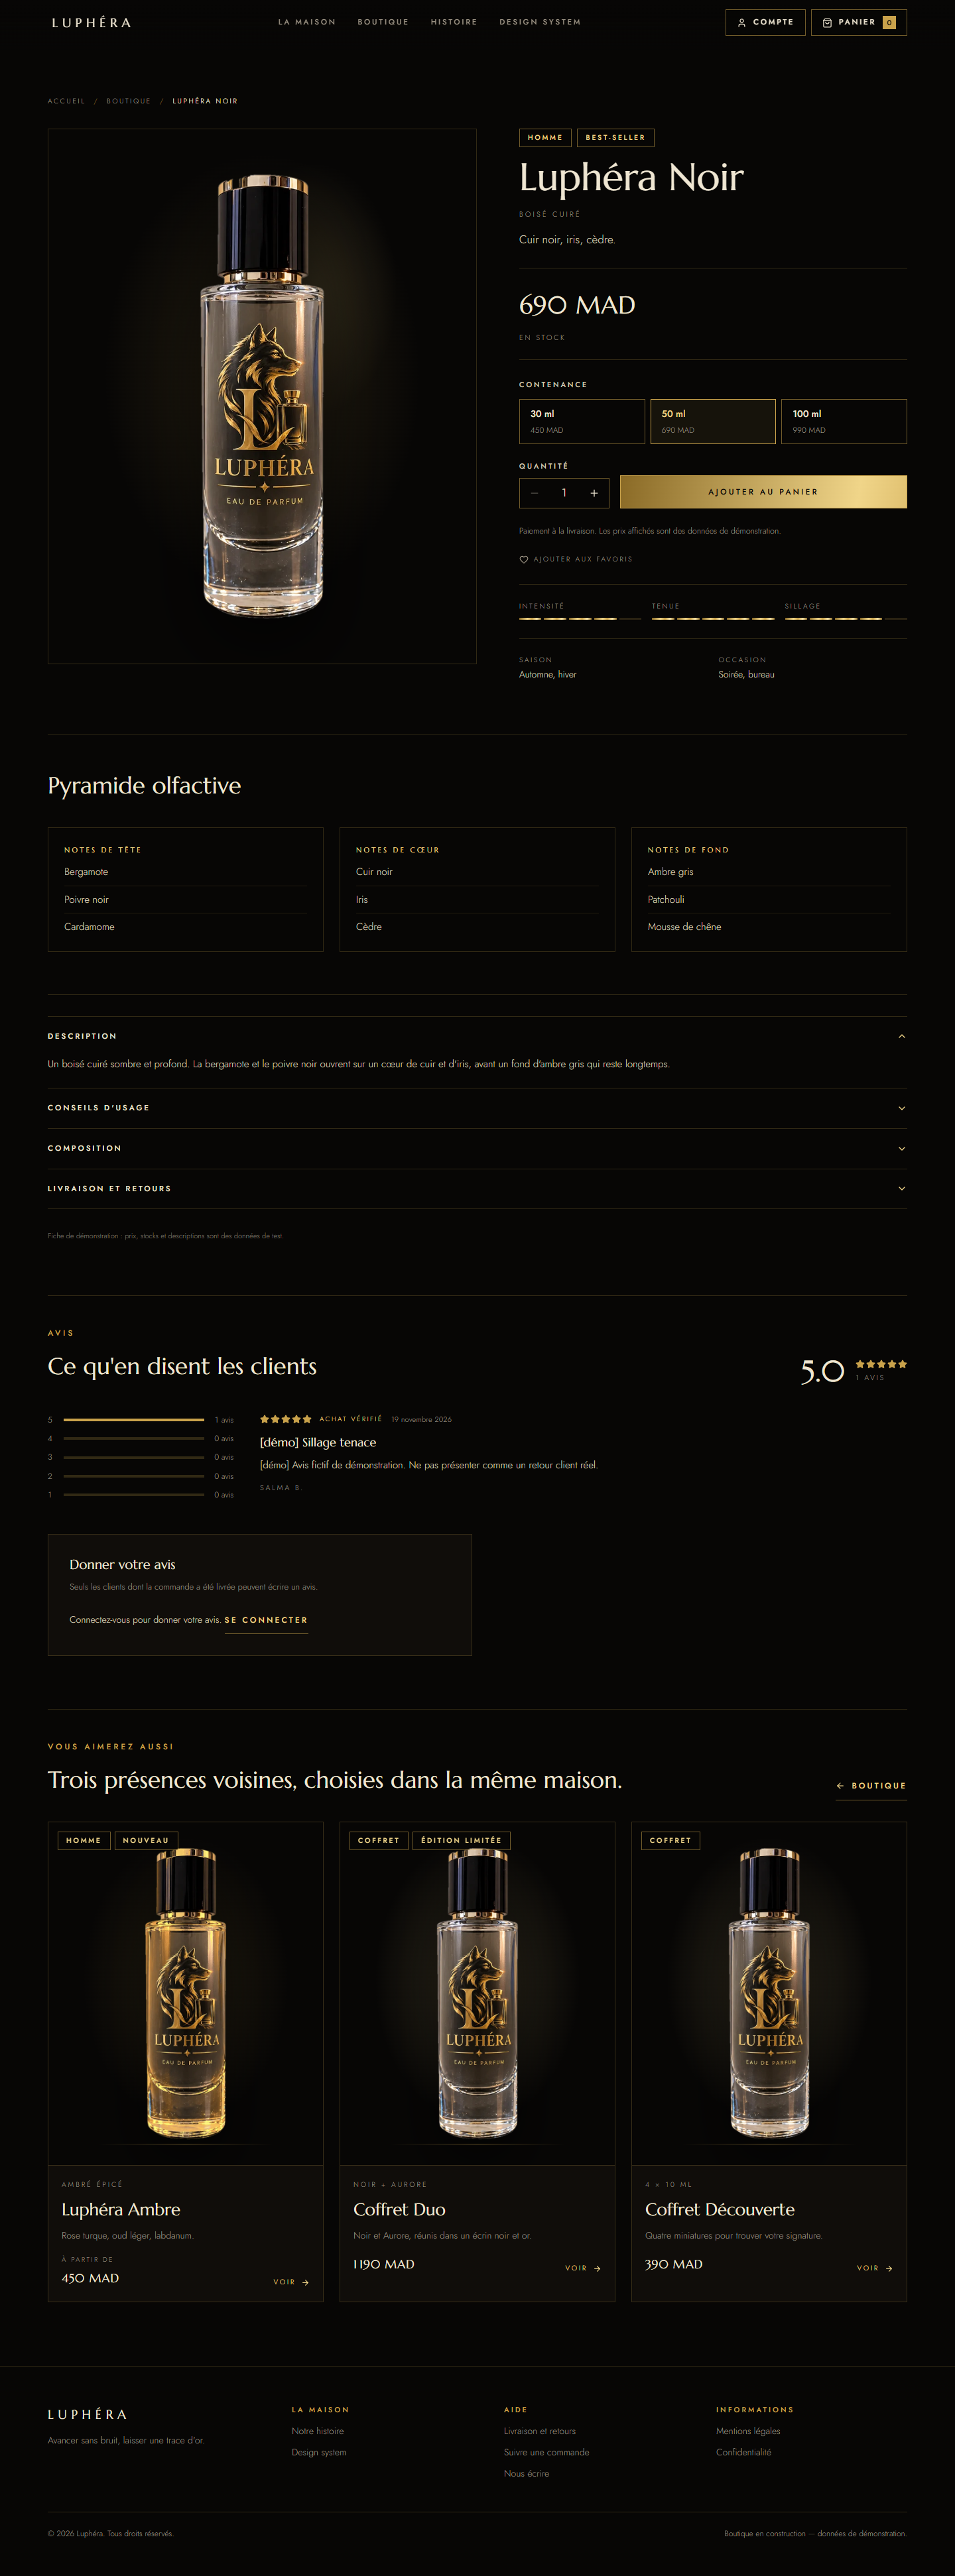 LUPHÉRA
LA MAISON
BOUTIQUE
HISTOIRE
DESIGN SYSTEM
COMPTE
PANIER 0
ACCUEIL / BOUTIQUE / LUPHÉRA NOIR
LUPHÉRA
EAU DE PARFUM
HOMME
BEST-SELLER
Luphéra Noir
BOISÉ CUIRÉ
Cuir noir, iris, cèdre.
690 MAD
EN STOCK
CONTENANCE
30 ml
450 MAD
50 ml
690 MAD
100 ml
990 MAD
QUANTITÉ
− 1 +
AJOUTER AU PANIER
Paiement à la livraison. Les prix affichés sont des données de démonstration.
AJOUTER AUX FAVORIS
INTENSITÉ
TENUE
SILLAGE
SAISON
Automne, hiver
OCCASION
Soirée, bureau
Pyramide olfactive
NOTES DE TÊTE
Bergamote
Poivre noir
Cardamome
NOTES DE CŒUR
Cuir noir
Iris
Cèdre
NOTES DE FOND
Ambre gris
Patchouli
Mousse de chêne
DESCRIPTION
Un boisé cuiré sombre et profond. La bergamote et le poivre noir ouvrent sur un cœur de cuir et d'iris, avant un fond d'ambre gris qui reste longtemps.
CONSEILS D'USAGE
COMPOSITION
LIVRAISON ET RETOURS
Fiche de démonstration : prix, stocks et descriptions sont des données de test.
AVIS
Ce qu'en disent les clients
5.0
1 AVIS
5 1 avis
4 0 avis
3 0 avis
2 0 avis
1 0 avis
ACHAT VÉRIFIÉ 19 novembre 2026
[démo] Sillage tenace
[démo] Avis fictif de démonstration. Ne pas présenter comme un retour client réel.
SALMA B.
Donner votre avis
Seuls les clients dont la commande a été livrée peuvent écrire un avis.
Connectez-vous pour donner votre avis. SE CONNECTER
VOUS AIMEREZ AUSSI
Trois présences voisines, choisies dans la même maison.
← BOUTIQUE
HOMME
NOUVEAU
LUPHÉRA
EAU DE PARFUM
AMBRÉ ÉPICÉ
Luphéra Ambre
Rose turque, oud léger, labdanum.
À PARTIR DE
450 MAD
VOIR →
COFFRET
ÉDITION LIMITÉE
LUPHÉRA
EAU DE PARFUM
NOIR + AURORE
Coffret Duo
Noir et Aurore, réunis dans un écrin noir et or.
1190 MAD
VOIR →
COFFRET
LUPHÉRA
EAU DE PARFUM
4 × 10 ML
Coffret Découverte
Quatre miniatures pour trouver votre signature.
390 MAD
VOIR →
LUPHÉRA
Avancer sans bruit, laisser une trace d'or.
LA MAISON
Notre histoire
Design system
AIDE
Livraison et retours
Suivre une commande
Nous écrire
INFORMATIONS
Mentions légales
Confidentialité
© 2026 Luphéra. Tous droits réservés.
Boutique en construction — données de démonstration.